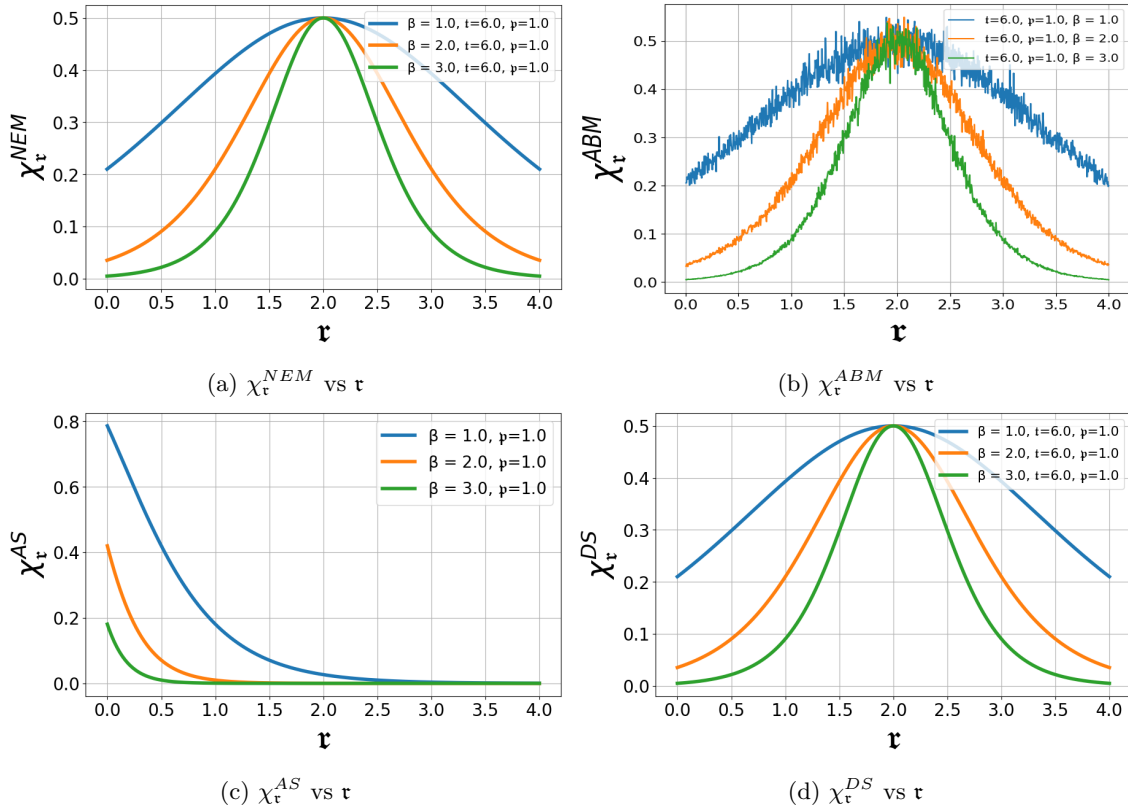 0.5
0.4
0.3
0.2
0.1
0.0
χ𝔯^NEM
β = 1.0, 𝔱=6.0, 𝔭=1.0
β = 2.0, 𝔱=6.0, 𝔭=1.0
β = 3.0, 𝔱=6.0, 𝔭=1.0
0.0 0.5 1.0 1.5 2.0 2.5 3.0 3.5 4.0
𝔯
(a) χ𝔯^NEM vs 𝔯
0.5
0.4
0.3
0.2
0.1
0.0
χ𝔯^ABM
𝔱=6.0, 𝔭=1.0, β = 1.0
𝔱=6.0, 𝔭=1.0, β = 2.0
𝔱=6.0, 𝔭=1.0, β = 3.0
0.0 0.5 1.0 1.5 2.0 2.5 3.0 3.5 4.0
𝔯
(b) χ𝔯^ABM vs 𝔯
0.8
0.6
0.4
0.2
0.0
χ𝔯^AS
β = 1.0, 𝔭=1.0
β = 2.0, 𝔭=1.0
β = 3.0, 𝔭=1.0
0.0 0.5 1.0 1.5 2.0 2.5 3.0 3.5 4.0
𝔯
(c) χ𝔯^AS vs 𝔯
0.5
0.4
0.3
0.2
0.1
0.0
χ𝔯^DS
β = 1.0, 𝔱=6.0, 𝔭=1.0
β = 2.0, 𝔱=6.0, 𝔭=1.0
β = 3.0, 𝔱=6.0, 𝔭=1.0
0.0 0.5 1.0 1.5 2.0 2.5 3.0 3.5 4.0
𝔯
(d) χ𝔯^DS vs 𝔯